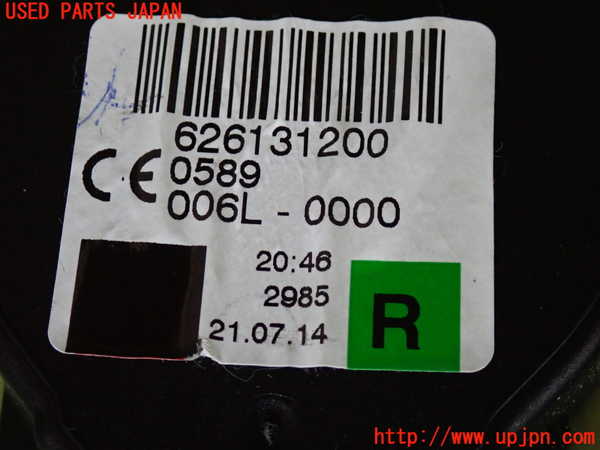 USED PARTS JAPAN
626131200
CE 0589
006L - 0000
20:46
2985
21.07.14
R
http://www.upjpn.com/